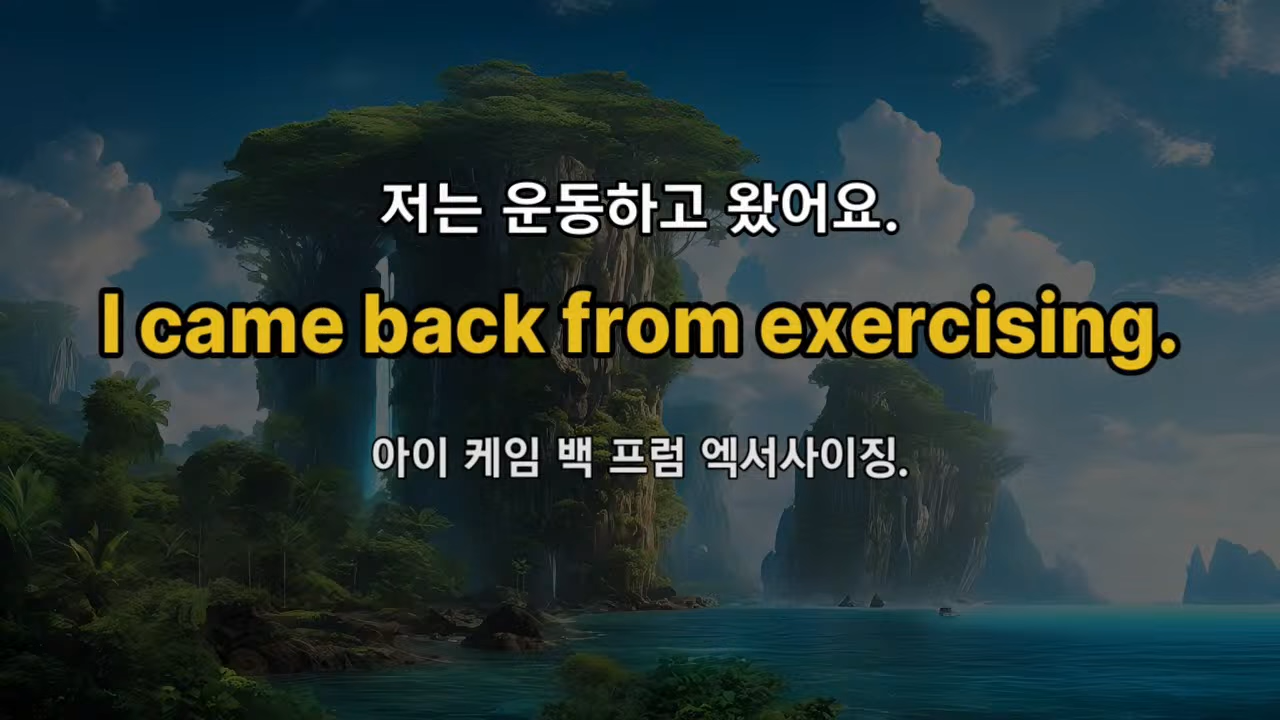 저는 운동하고 왔어요.
I came back from exercising.
아이 케임 백 프럼 엑서사이징.